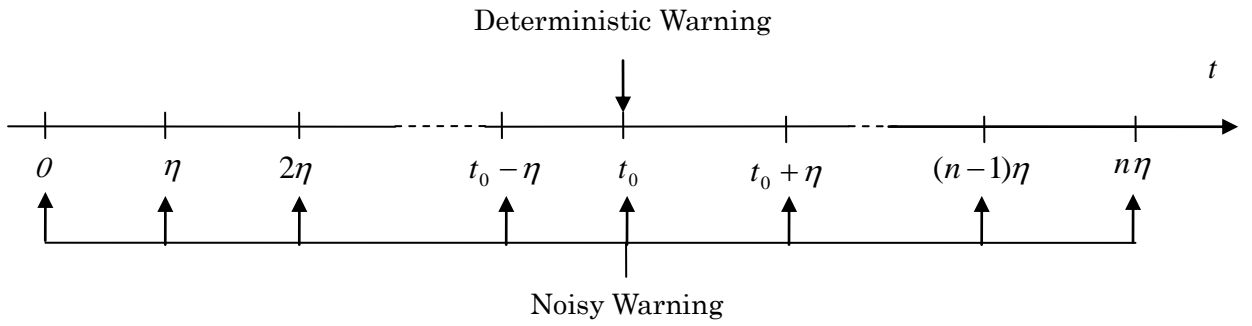 Deterministic Warning
t
0 η 2η t₀ − η t₀ t₀ + η (n−1)η nη
Noisy Warning